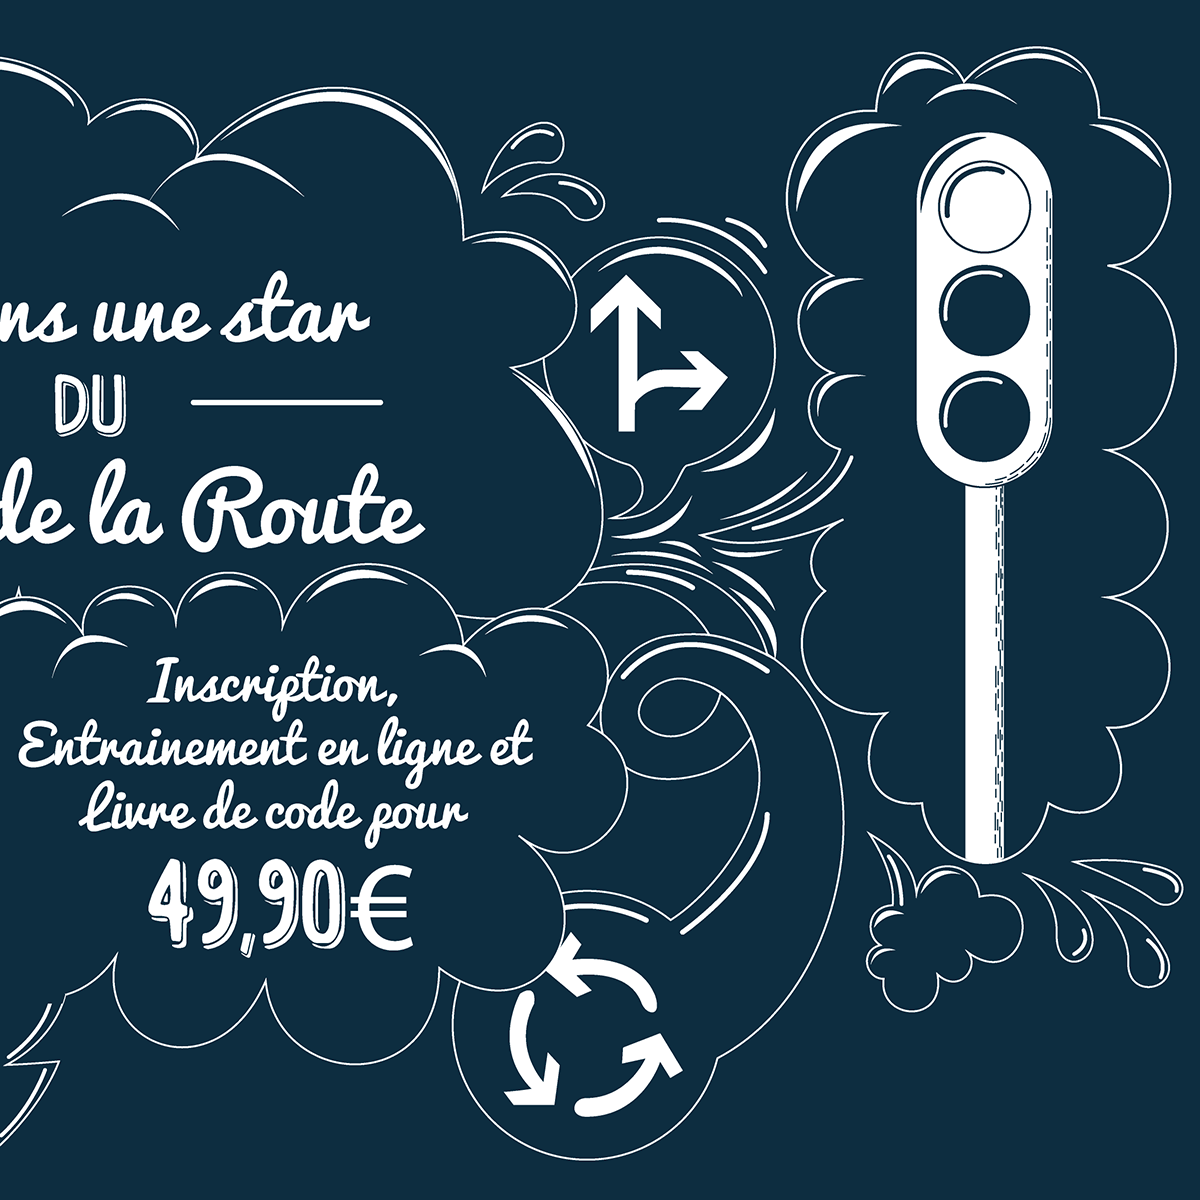 ns une star
DU
de la Route
Inscription,
Entrainement en ligne et
Livre de code pour
49,90€